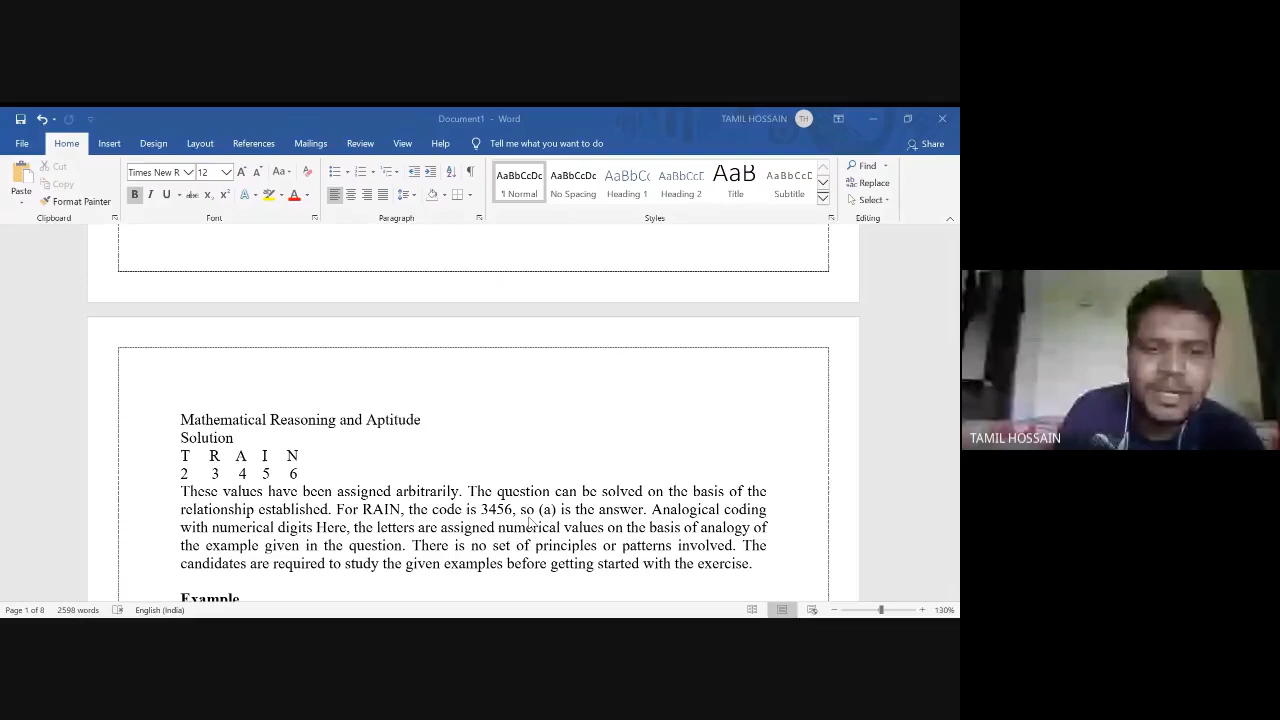 Document1 - Word
TAMIL HOSSAIN
TH
File Home Insert Design Layout References Mailings Review View Help Tell me what you want to do Share
Paste
Cut
Copy
Format Painter
Clipboard
Times New R 12
Aa
B I U abc x x
Font
Paragraph
AaBbCcDc AaBbCcDc AaBbCc AaBbCcE AaB AaBbCcD
¶ Normal No Spacing Heading 1 Heading 2 Title Subtitle
Styles
Find
Replace
Select
Editing
Mathematical Reasoning and Aptitude
Solution
T R A I N
2 3 4 5 6
These values have been assigned arbitrarily. The question can be solved on the basis of the
relationship established. For RAIN, the code is 3456, so (a) is the answer. Analogical coding
with numerical digits Here, the letters are assigned numerical values on the basis of analogy of
the example given in the question. There is no set of principles or patterns involved. The
candidates are required to study the given examples before getting started with the exercise.
Example
Page 1 of 8 2598 words English (India) 130%
TAMIL HOSSAIN